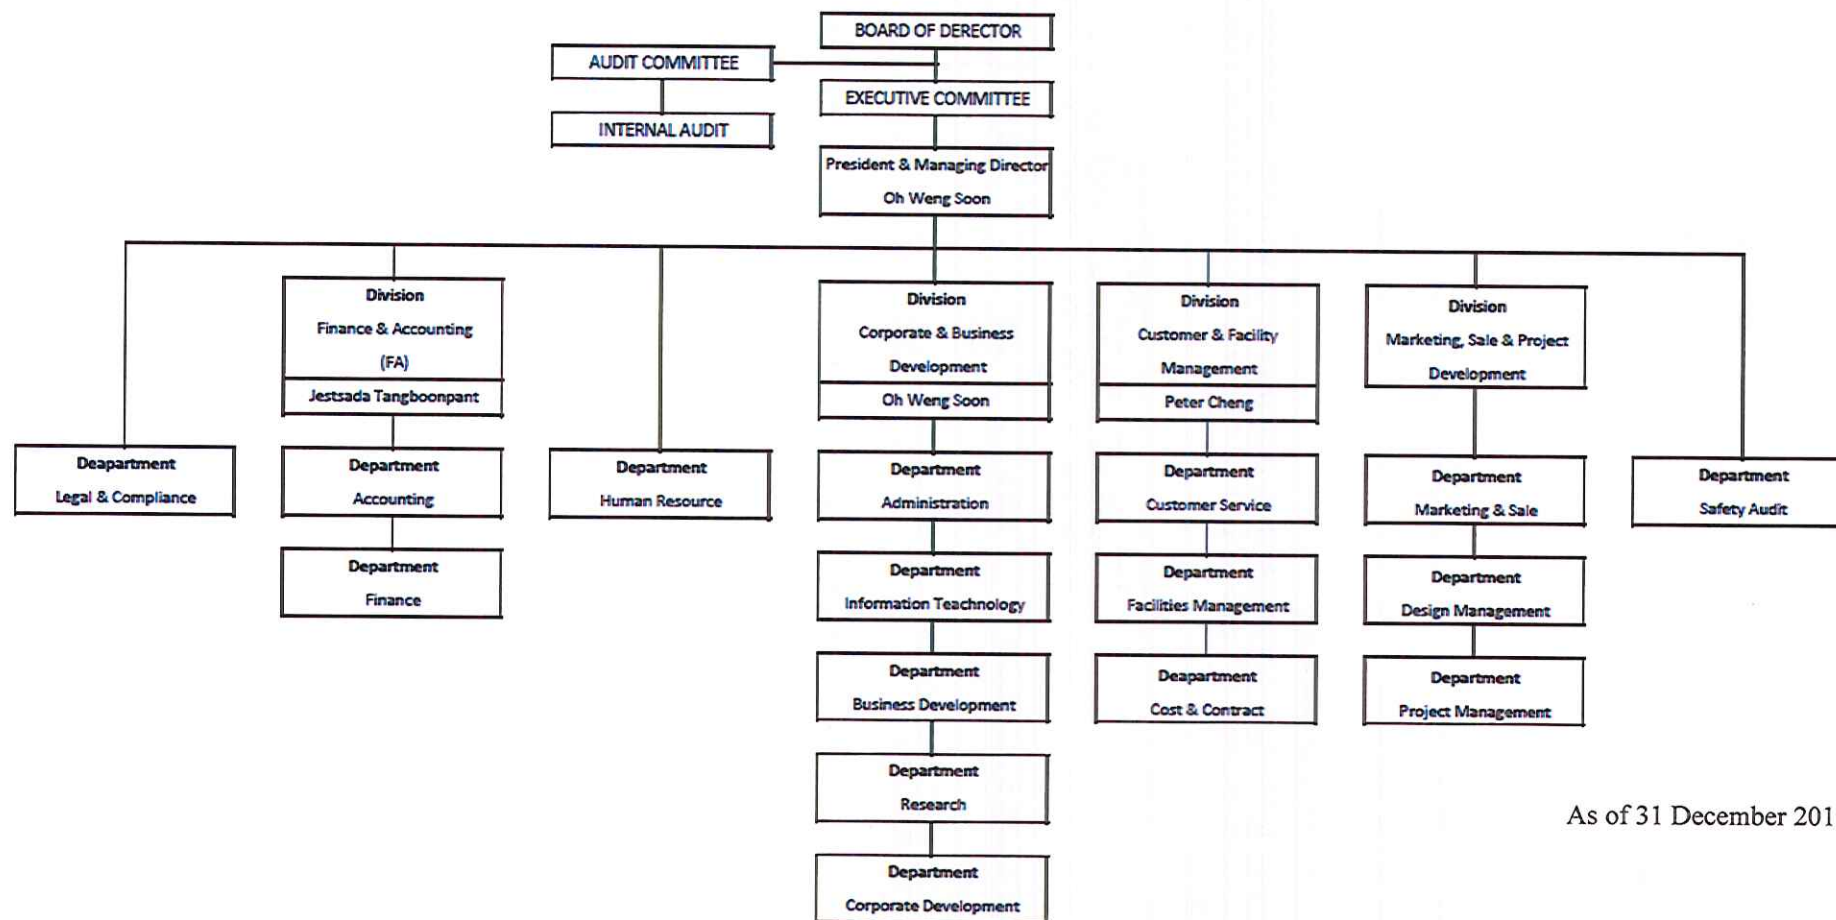 BOARD OF DERECTOR
AUDIT COMMITTEE
EXECUTIVE COMMITTEE
INTERNAL AUDIT
President & Managing Director
Oh Weng Soon
Division
Finance & Accounting
(FA)
Jestsada Tangboonpant
Division
Corporate & Business
Development
Oh Weng Soon
Division
Customer & Facility
Management
Peter Cheng
Division
Marketing, Sale & Project
Development
Deapartment
Legal & Compliance
Department
Accounting
Department
Human Resource
Department
Administration
Department
Customer Service
Department
Marketing & Sale
Department
Safety Audit
Department
Finance
Department
Information Teachnology
Department
Facilities Management
Department
Design Management
Department
Business Development
Deapartment
Cost & Contract
Department
Project Management
Department
Research
As of 31 December 201
Department
Corporate Development